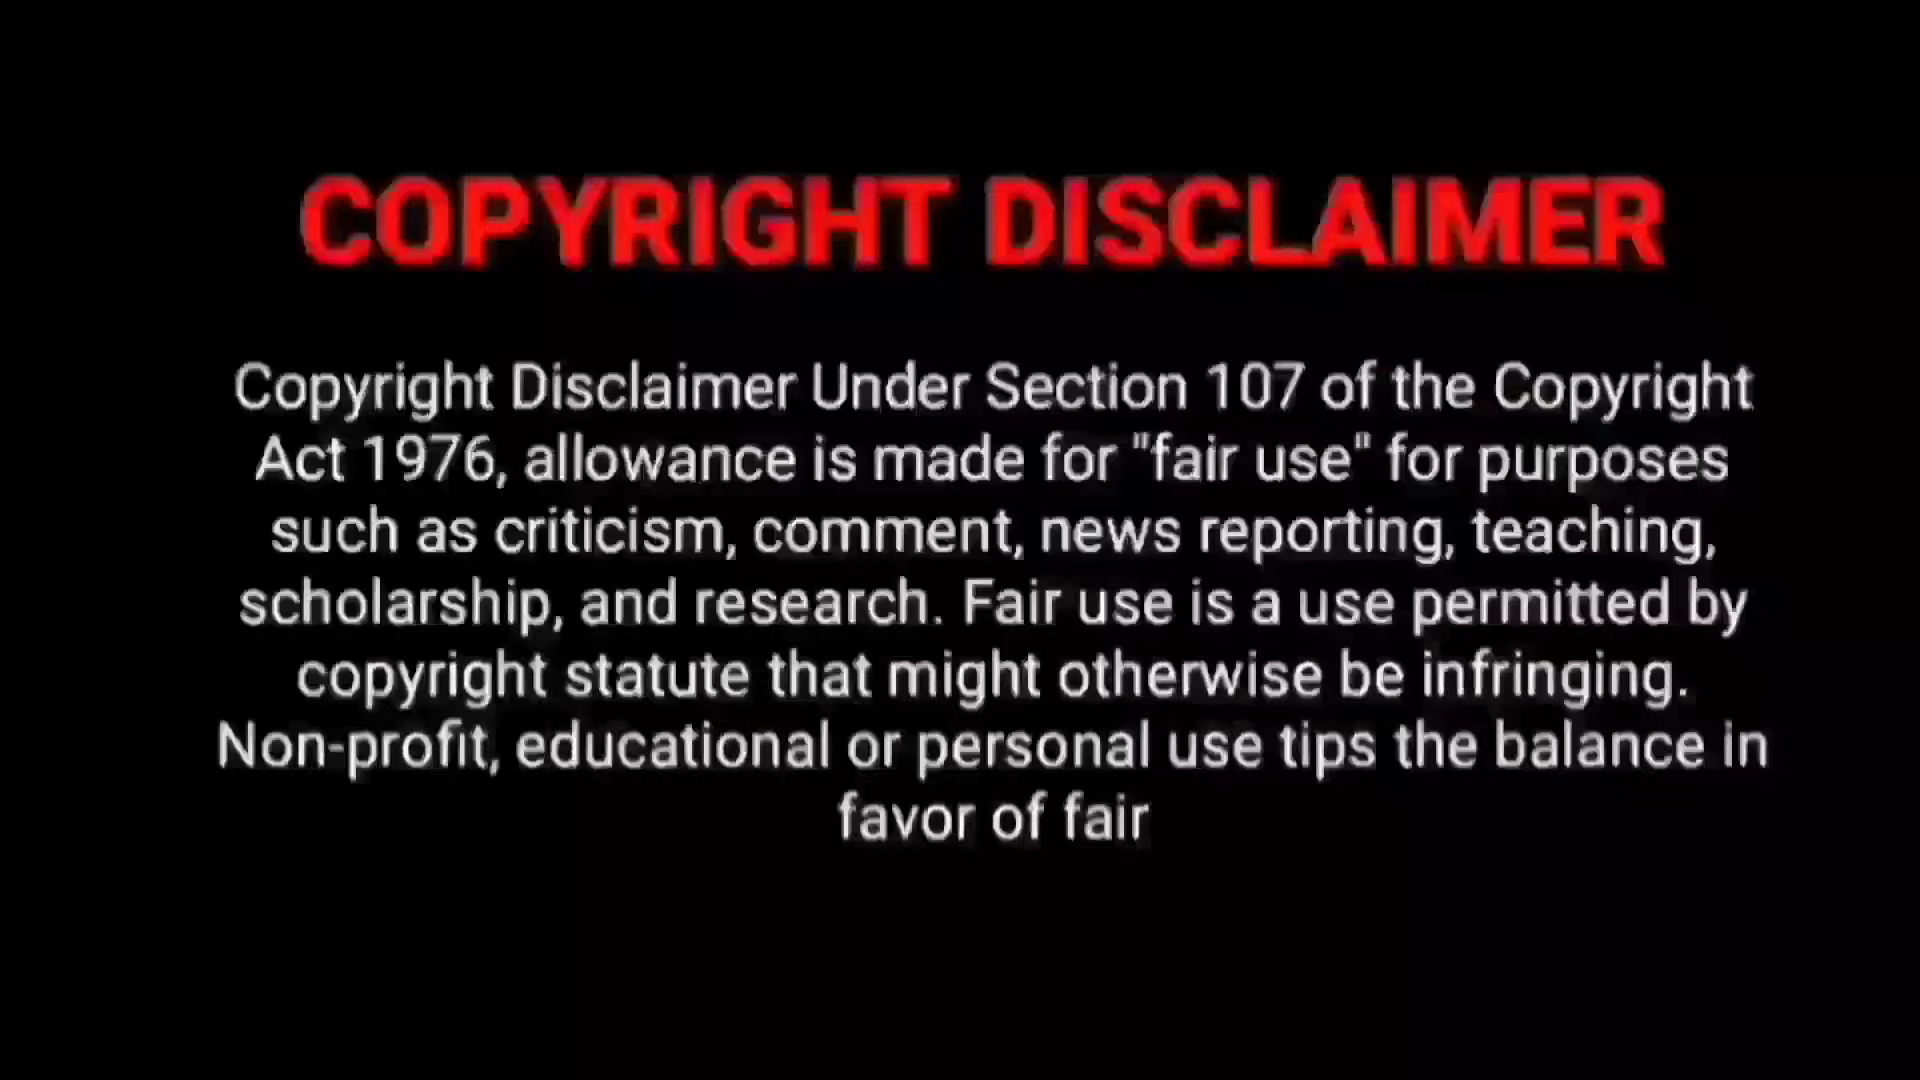 COPYRIGHT DISCLAIMER
Copyright Disclaimer Under Section 107 of the Copyright
Act 1976, allowance is made for "fair use" for purposes
such as criticism, comment, news reporting, teaching,
scholarship, and research. Fair use is a use permitted by
copyright statute that might otherwise be infringing.
Non-profit, educational or personal use tips the balance in
favor of fair